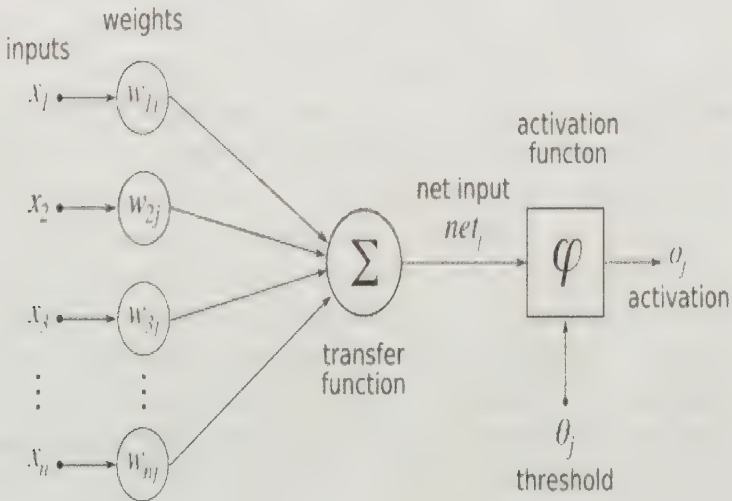 weights
inputs
x₁
w₁ⱼ
activation
functon
x₂
w₂ⱼ
net input
netⱼ
Σ
φ
oⱼ
activation
x₃
w₃ⱼ
transfer
function
⋮
⋮
xₙ
wₙⱼ
θⱼ
threshold